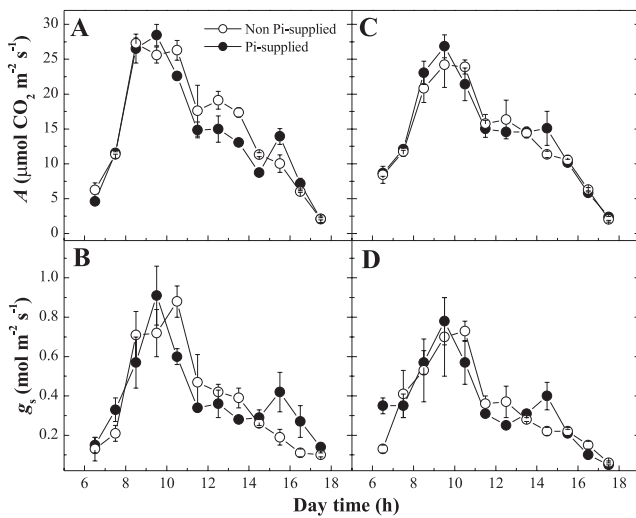 A
Non Pi-supplied
Pi-supplied
C
30
25
20
15
10
5
0
A (μmol CO₂ m⁻² s⁻¹)
B
D
1.0
0.8
0.6
0.4
0.2
gₛ (mol m⁻² s⁻¹)
6 8 10 12 14 16 18 6 8 10 12 14 16 18
Day time (h)